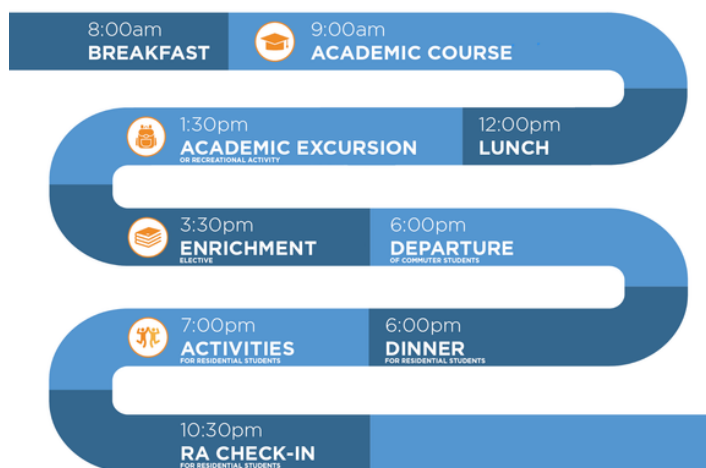 8:00am
BREAKFAST
9:00am
ACADEMIC COURSE
12:00pm
LUNCH
1:30pm
ACADEMIC EXCURSION
OR RECREATIONAL ACTIVITY
3:30pm
ENRICHMENT
ELECTIVE
6:00pm
DEPARTURE
OF COMMUTER STUDENTS
6:00pm
DINNER
FOR RESIDENTIAL STUDENTS
7:00pm
ACTIVITIES
FOR RESIDENTIAL STUDENTS
10:30pm
RA CHECK-IN
FOR RESIDENTIAL STUDENTS